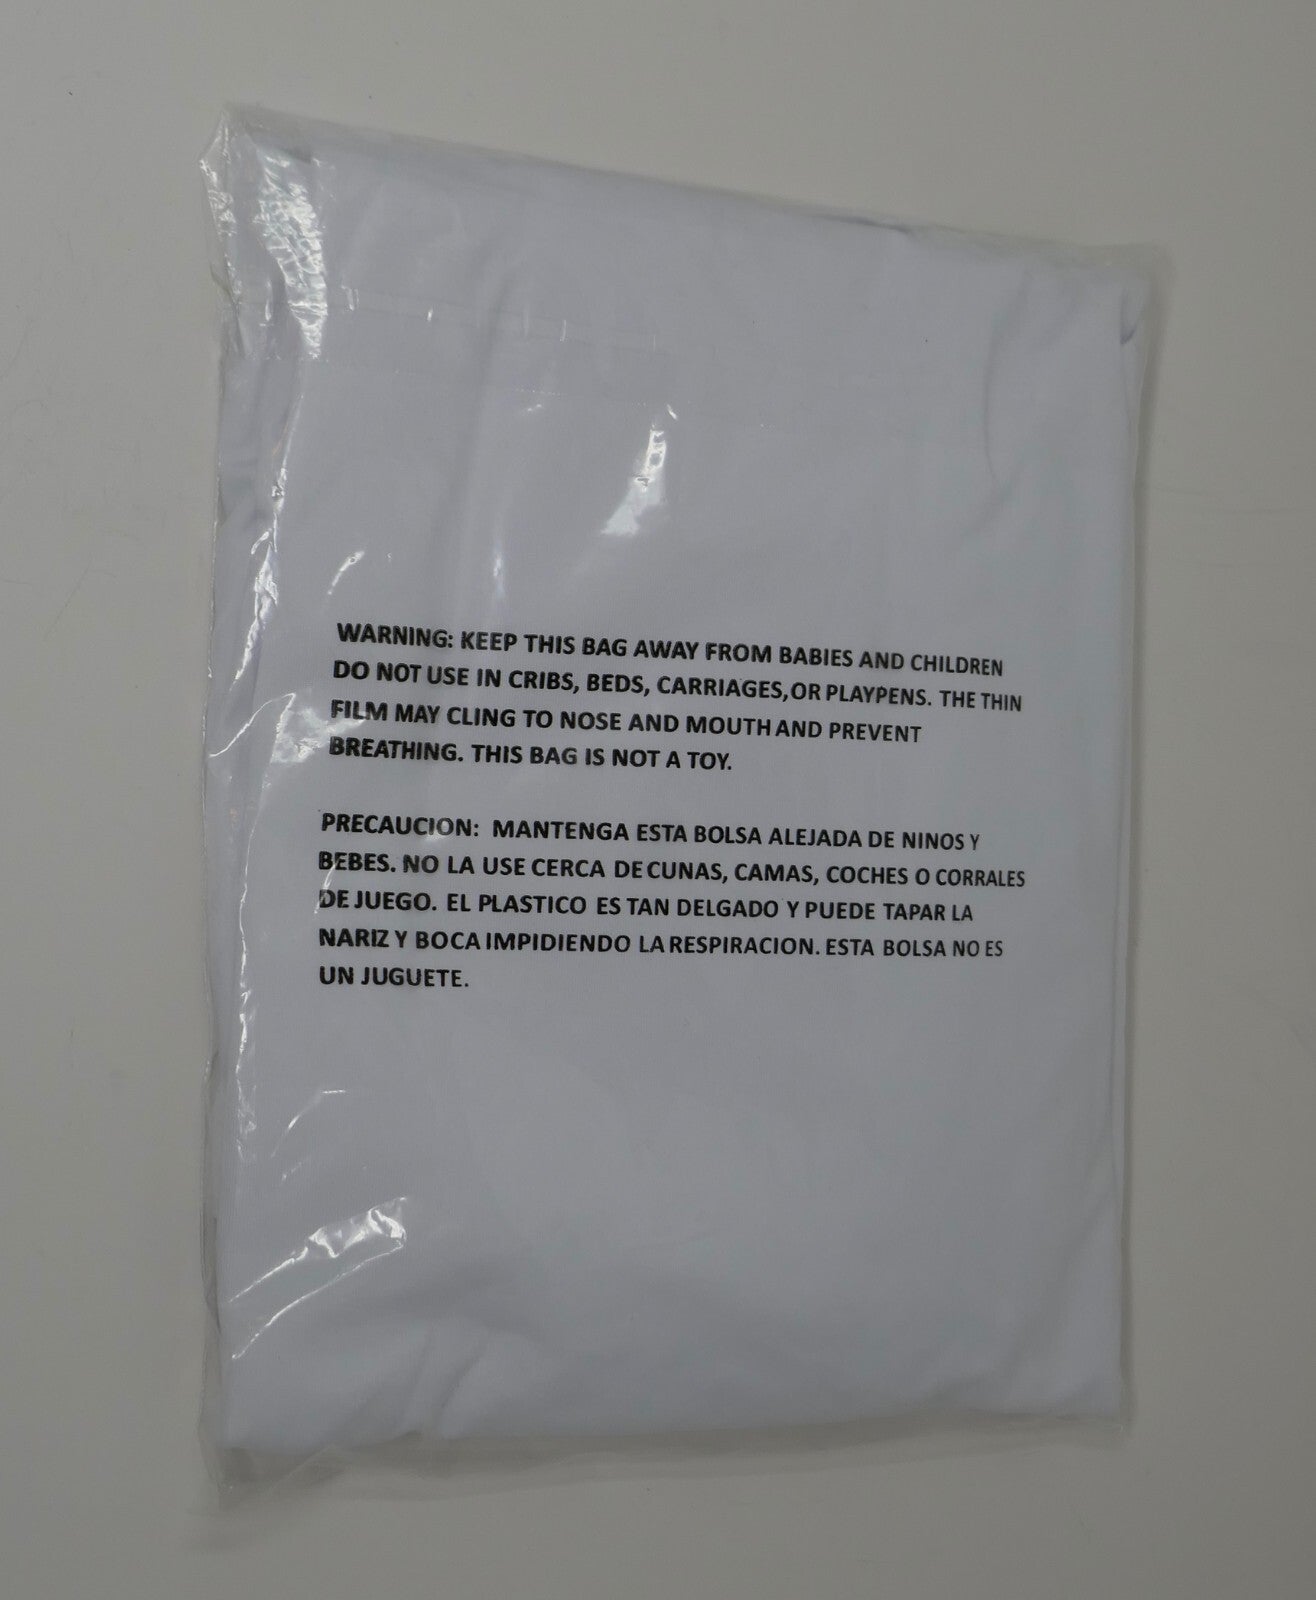 WARNING: KEEP THIS BAG AWAY FROM BABIES AND CHILDREN
DO NOT USE IN CRIBS, BEDS, CARRIAGES, OR PLAYPENS. THE THIN
FILM MAY CLING TO NOSE AND MOUTH AND PREVENT
BREATHING. THIS BAG IS NOT A TOY.
PRECAUCION: MANTENGA ESTA BOLSA ALEJADA DE NINOS Y
BEBES. NO LA USE CERCA DE CUNAS, CAMAS, COCHES O CORRALES
DE JUEGO. EL PLASTICO ES TAN DELGADO Y PUEDE TAPAR LA
NARIZ Y BOCA IMPIDIENDO LA RESPIRACION. ESTA BOLSA NO ES
UN JUGUETE.